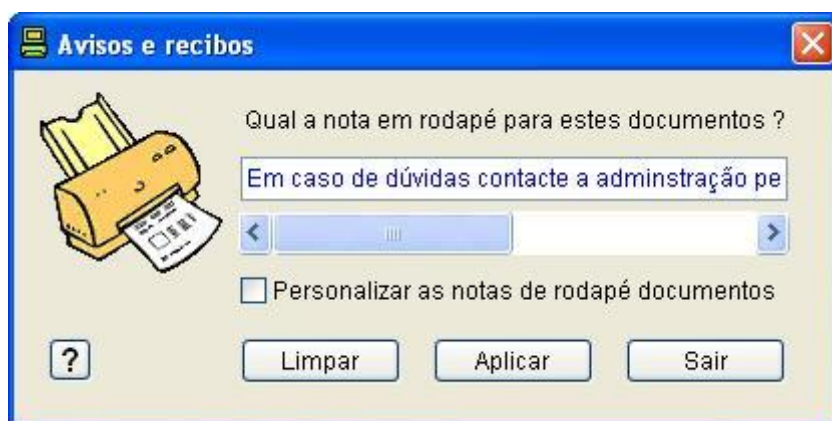 Avisos e recibos
Qual a nota em rodapé para estes documentos ?
Em caso de dúvidas contacte a adminstração pe
Personalizar as notas de rodapé documentos
?
Limpar
Aplicar
Sair